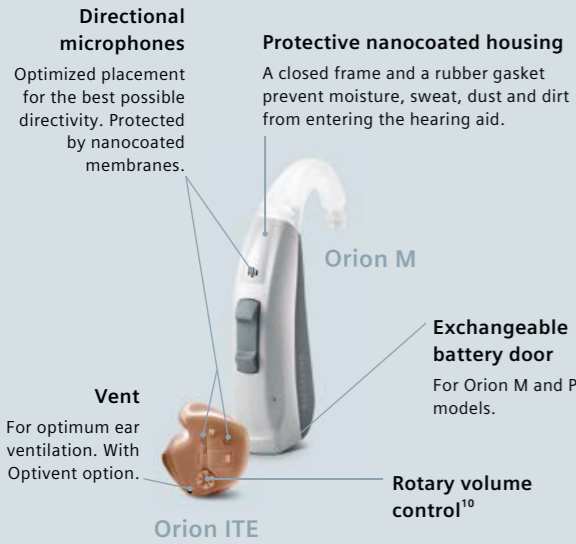 Directional
microphones
Optimized placement
for the best possible
directivity. Protected
by nanocoated
membranes.
Protective nanocoated housing
A closed frame and a rubber gasket
prevent moisture, sweat, dust and dirt
from entering the hearing aid.
Orion M
Exchangeable
battery door
For Orion M and P
models.
Vent
For optimum ear
ventilation. With
Optivent option.
Rotary volume
control¹⁰
Orion ITE